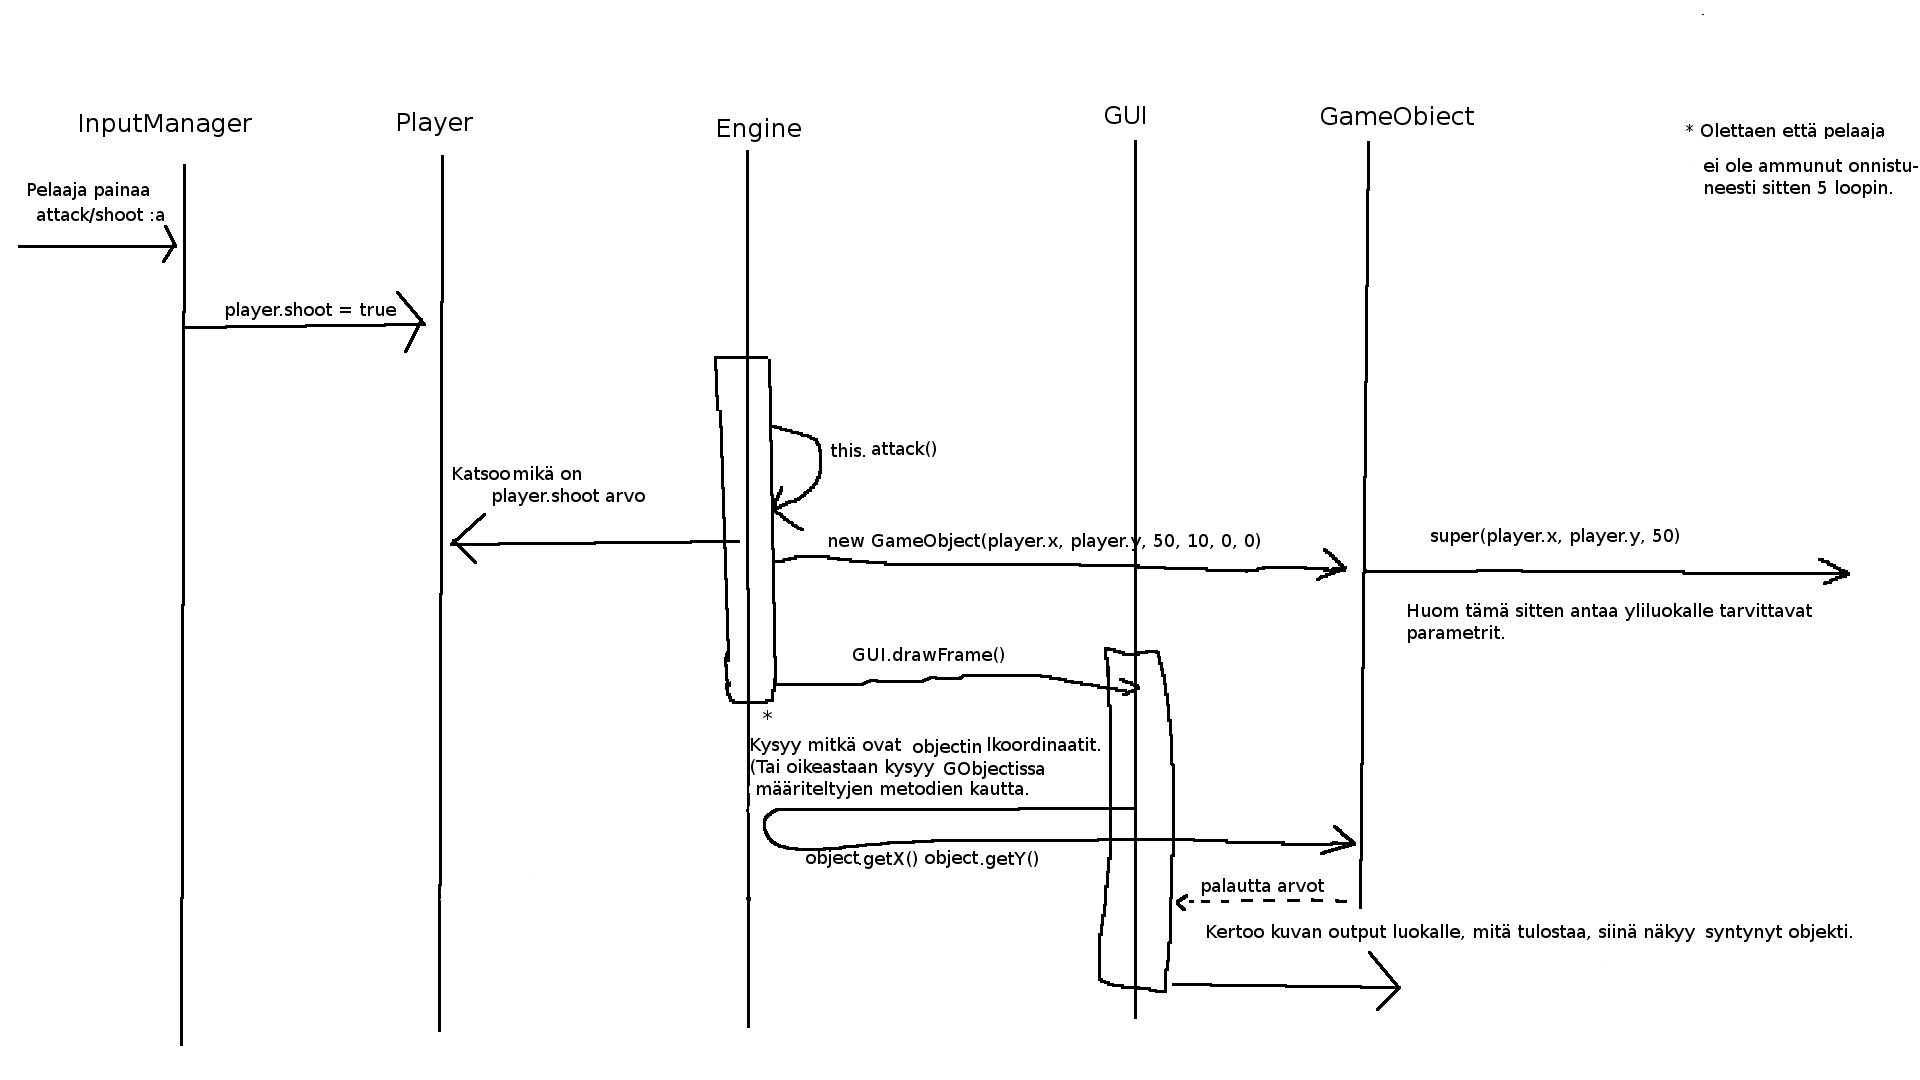 InputManager
Player
Engine
GUI
GameObject
* Olettaen että pelaaja
ei ole ammunut onnistu-
neesti sitten 5 loopin.
Pelaaja painaa
attack/shoot :a
player.shoot = true
this. attack()
Katsoo mikä on
player.shoot arvo
new GameObject(player.x, player.y, 50, 10, 0, 0)
super(player.x, player.y, 50)
Huom tämä sitten antaa yliluokalle tarvittavat
parametrit.
GUI.drawFrame()
*
Kysyy mitkä ovat objectin lkoordinaatit.
(Tai oikeastaan kysyy GObjectissa
määriteltyjen metodien kautta.
object.getX() object.getY()
palautta arvot
Kertoo kuvan output luokalle, mitä tulostaa, siinä näkyy syntynyt objekti.